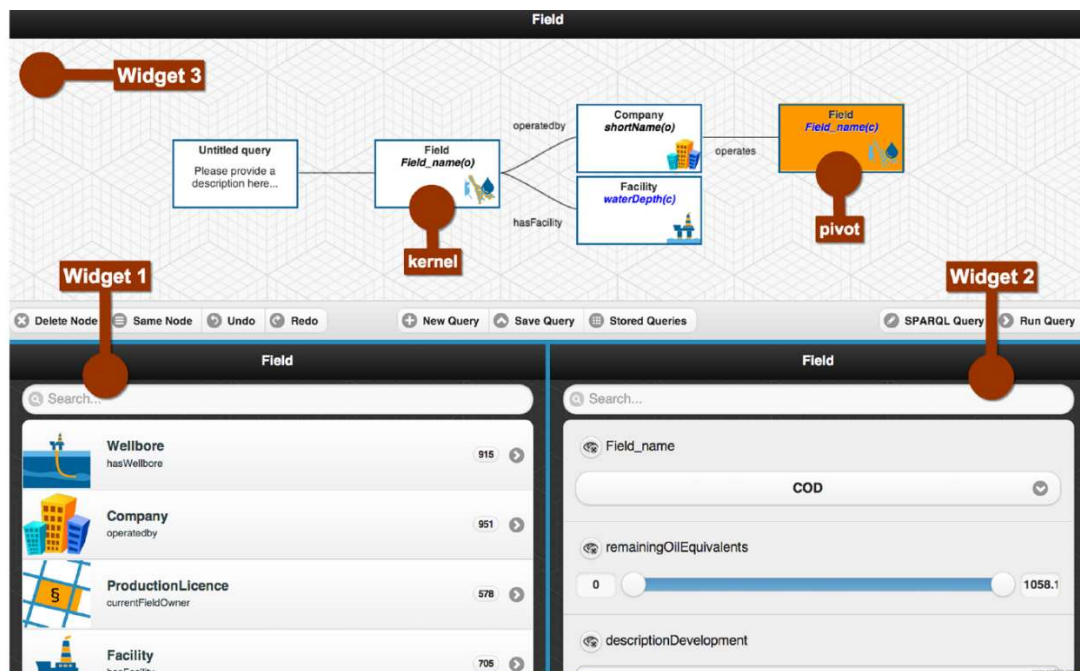 Field
Widget 3
Untitled query
Please provide a
description here...
Field
Field_name(o)
kernel
operatedby
hasFacility
Company
shortName(o)
Facility
waterDepth(c)
operates
Field
Field_name(c)
pivot
Widget 1
Widget 2
Delete Node
Same Node
Undo
Redo
New Query
Save Query
Stored Queries
SPARQL Query
Run Query
Field
Search...
Wellbore
hasWellbore
915
Company
operatedby
951
ProductionLicence
currentFieldOwner
578
§
Facility
705
Field
Search...
Field_name
COD
remainingOilEquivalents
0
1058.1
descriptionDevelopment